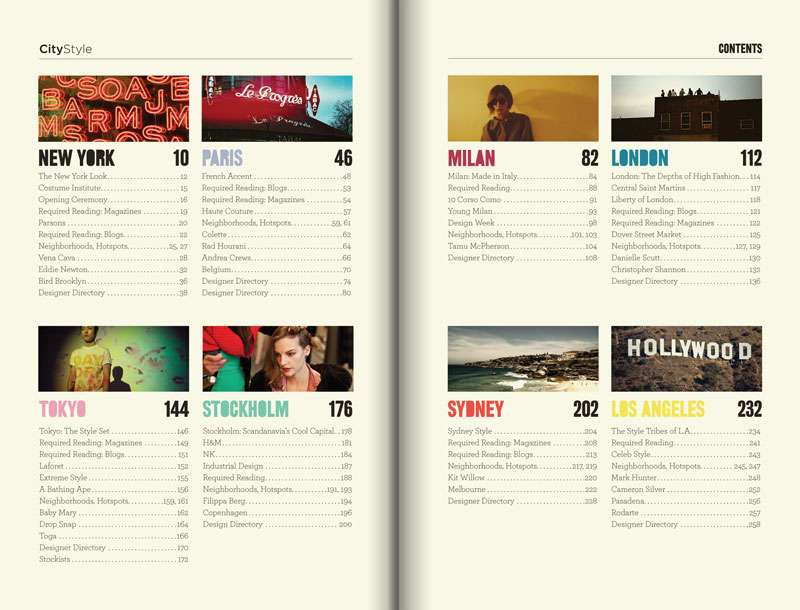 CityStyle
CONTENTS
Le Progrès
Le Progrès
TABAC
NEW YORK 10
The New York Look 12
Costume Institute 15
Opening Ceremony 16
Required Reading: Magazines 19
Parsons 20
Required Reading: Blogs 22
Neighborhoods, Hotspots 25, 27
Vena Cava 28
Eddie Newton 32
Bird Brooklyn 36
Designer Directory 38
PARIS 46
French Accent 48
Required Reading: Blogs 53
Required Reading: Magazines 54
Haute Couture 57
Neighborhoods, Hotspots 59, 61
Colette 62
Rad Hourani 64
Andrea Crews 66
Belgium 70
Designer Directory 74
Designer Directory 80
MILAN 82
Milan: Made in Italy 84
Required Reading 88
10 Corso Como 91
Young Milan 93
Design Week 98
Neighborhoods, Hotspots 101, 103
Tamu McPherson 104
Designer Directory 108
LONDON 112
London: The Depths of High Fashion 114
Central Saint Martins 117
Liberty of London 118
Required Reading: Blogs 121
Required Reading: Magazines 122
Dover Street Market 125
Neighborhoods, Hotspots 127, 129
Danielle Scutt 130
Christopher Shannon 132
Designer Directory 136
TOKYO 144
Tokyo: The Style Set 146
Required Reading: Magazines 149
Required Reading: Blogs 151
Laforet 152
Extreme Style 155
A Bathing Ape 156
Neighborhoods, Hotspots 159, 161
Baby Mary 162
Drop Snap 164
Toga 166
Designer Directory 170
Stockists 172
STOCKHOLM 176
Stockholm: Scandanavia's Cool Capital 178
H&M 181
NK 184
Industrial Design 187
Required Reading 188
Neighborhoods, Hotspots 191, 193
Filippa Berg 194
Copenhagen 196
Design Directory 200
SYDNEY 202
Sydney Style 204
Required Reading: Magazines 208
Required Reading: Blogs 213
Neighborhoods, Hotspots 217, 219
Kit Willow 220
Melbourne 222
Designer Directory 228
HOLLYWOOD
LOS ANGELES 232
The Style Tribes of L.A. 234
Required Reading 241
Celeb Style 243
Neighborhoods, Hotspots 245, 247
Mark Hunter 248
Cameron Silver 252
Pasadena 256
Rodarte 257
Designer Directory 258